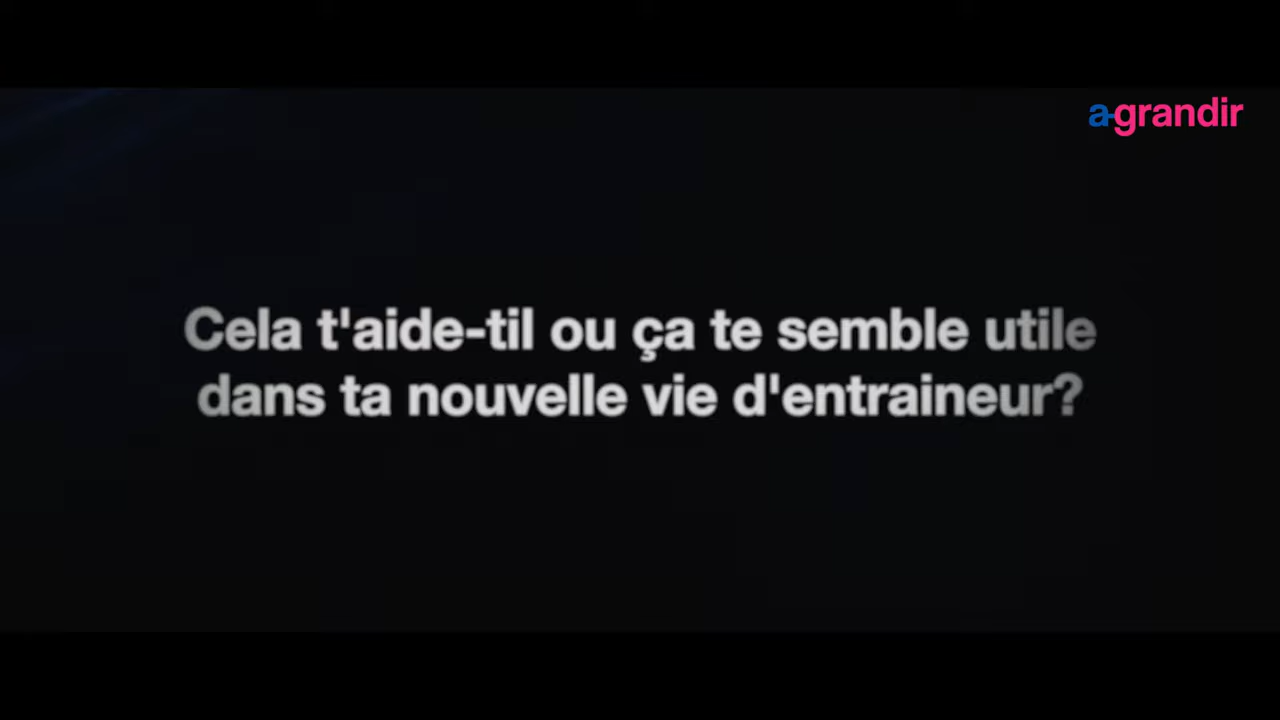 a-grandir
Cela t'aide-til ou ça te semble utile
dans ta nouvelle vie d'entraineur?